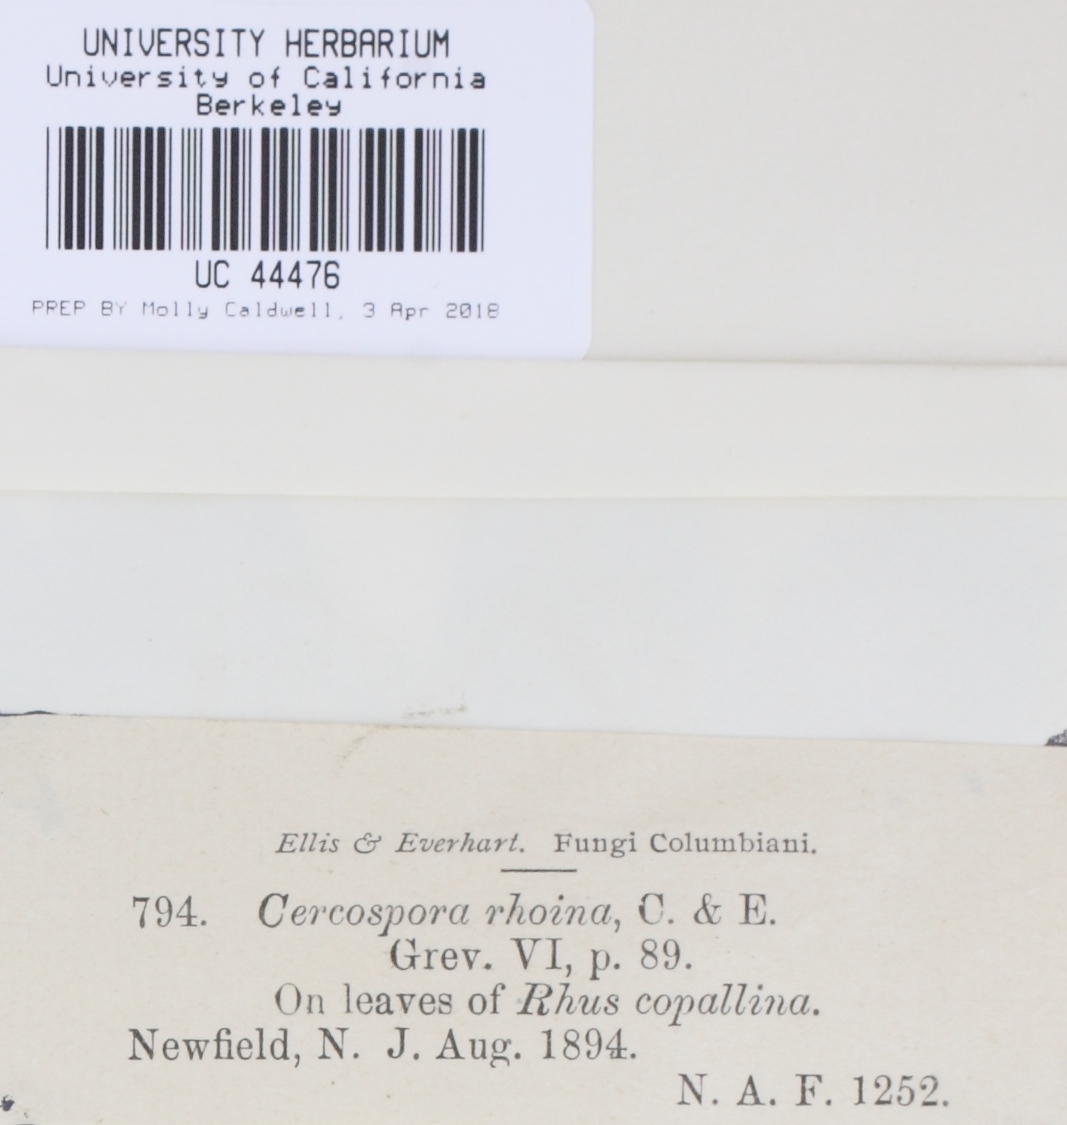 UNIVERSITY HERBARIUM
University of California
Berkeley
UC 44476
PREP BY Molly Caldwell, 3 Apr 2018
Ellis & Everhart. Fungi Columbiani.
794. Cercospora rhoina, C. & E.
Grev. VI, p. 89.
On leaves of Rhus copallina.
Newfield, N. J. Aug. 1894.
N. A. F. 1252.